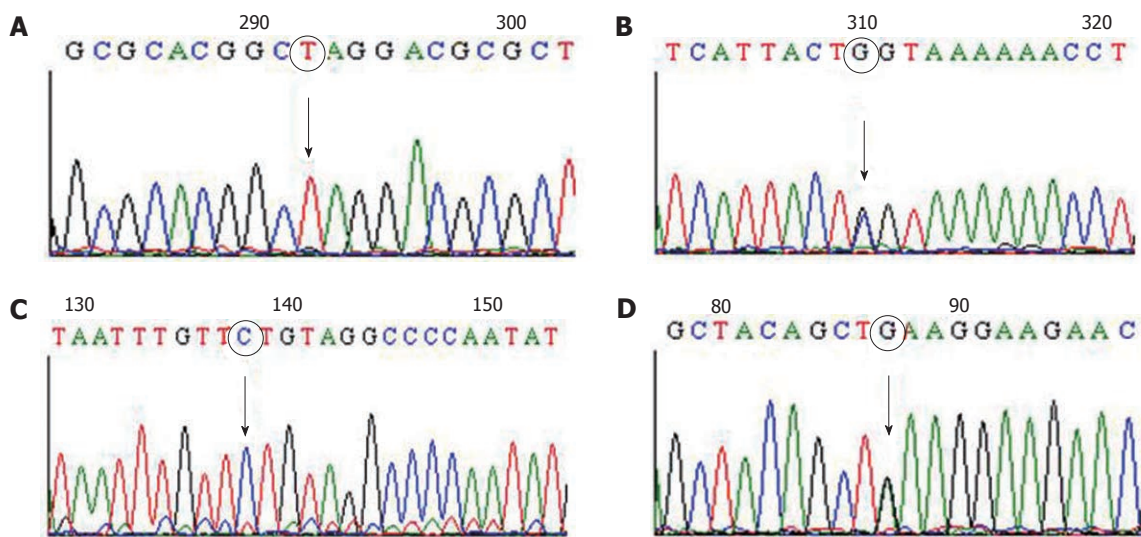 A
290 300
GCGCACGGCTAGGACGCGCT
B
310 320
TCATTACTGGTAAAAAACCT
C
130 140 150
TAATTTGTTCTGTAGGCCCCAATAT
D
80 90
GCTACAGCTGAAGGAAGAAC